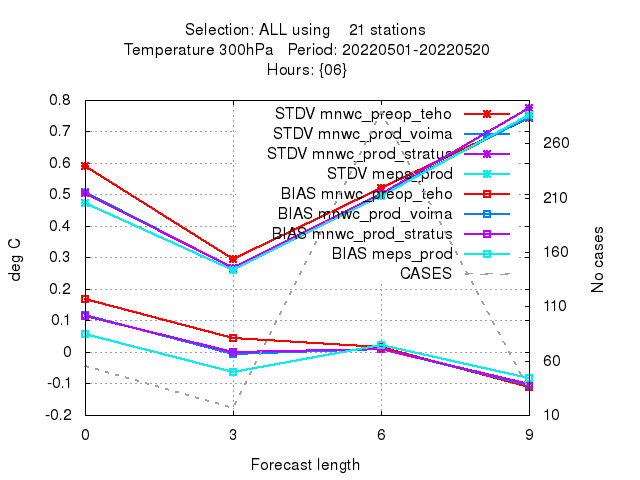 Selection: ALL using    21 stations
Temperature 300hPa   Period: 20220501-20220520
Hours: {06}
0.8
0.7
0.6
0.5
0.4
0.3
0.2
0.1
0
-0.1
-0.2
deg C
STDV mnwc_preop_teho
STDV mnwc_prod_voima
STDV mnwc_prod_stratus
STDV meps_prod
BIAS mnwc_preop_teho
BIAS mnwc_prod_voima
BIAS mnwc_prod_stratus
BIAS meps_prod
CASES
260
210
160
110
60
10
No cases
0 3 6 9
Forecast length